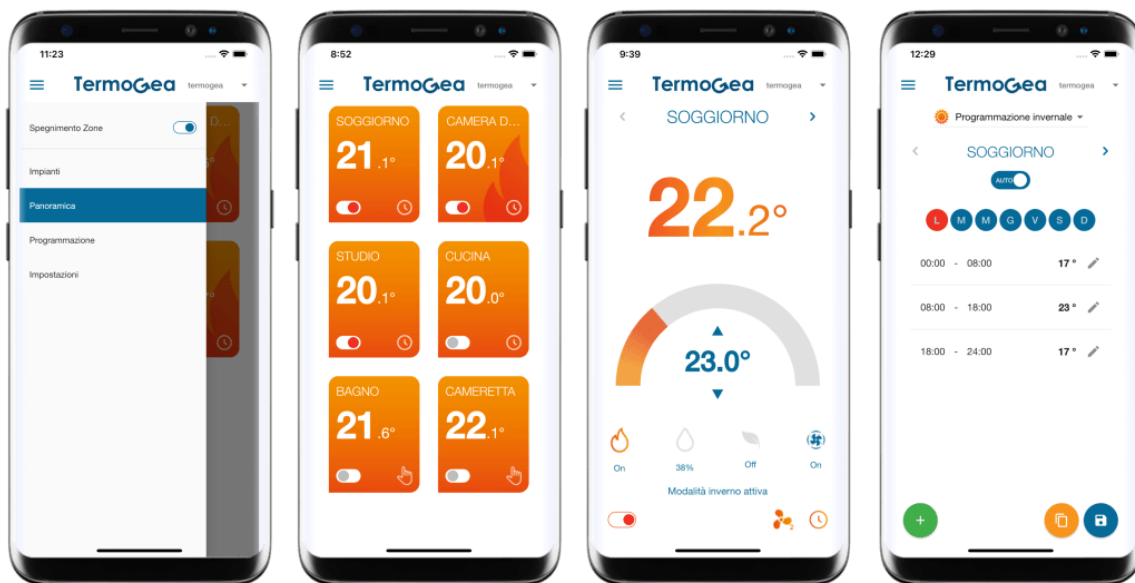 11:23
TermoGea termogea
Spegnimento Zone
D...
Impianti
Panoramica
Programmazione
Impostazioni
8:52
TermoGea termogea
SOGGIORNO CAMERA D...
21.1° 20.1°
STUDIO CUCINA
20.1° 20.0°
BAGNO CAMERETTA
21.6° 22.1°
9:39
TermoGea termogea
SOGGIORNO
22.2°
23.0°
On 38% Off On
Modalità inverno attiva
12:29
TermoGea termogea
Programmazione invernale
SOGGIORNO
AUTO
L M M G V S D
00:00 - 08:00 17°
08:00 - 18:00 23°
18:00 - 24:00 17°